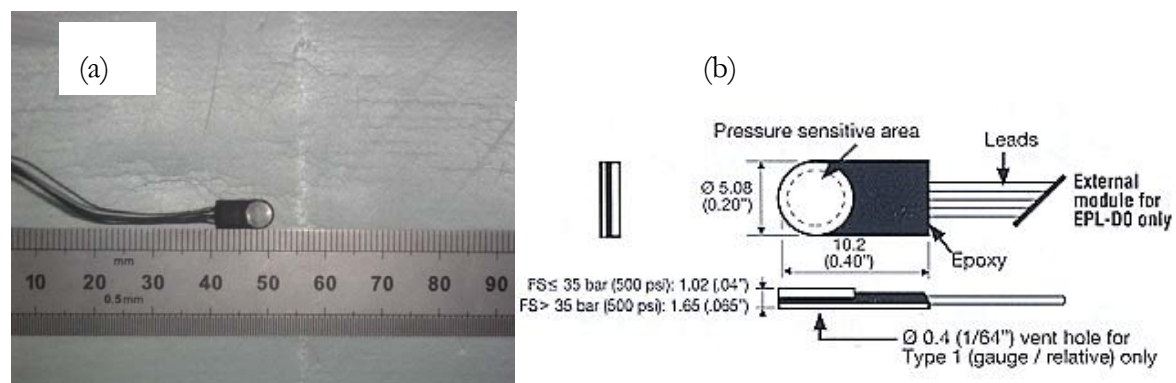 (a)
mm
10 20 30 40 50 60 70 80 90
0.5 mm
(b)
Pressure sensitive area
Leads
Ø 5.08
(0.20")
External
module for
EPL-D0 only
10.2
(0.40")
Epoxy
FS≤ 35 bar (500 psi): 1.02 (.04")
FS> 35 bar (500 psi): 1.65 (.065")
Ø 0.4 (1/64") vent hole for
Type 1 (gauge / relative) only